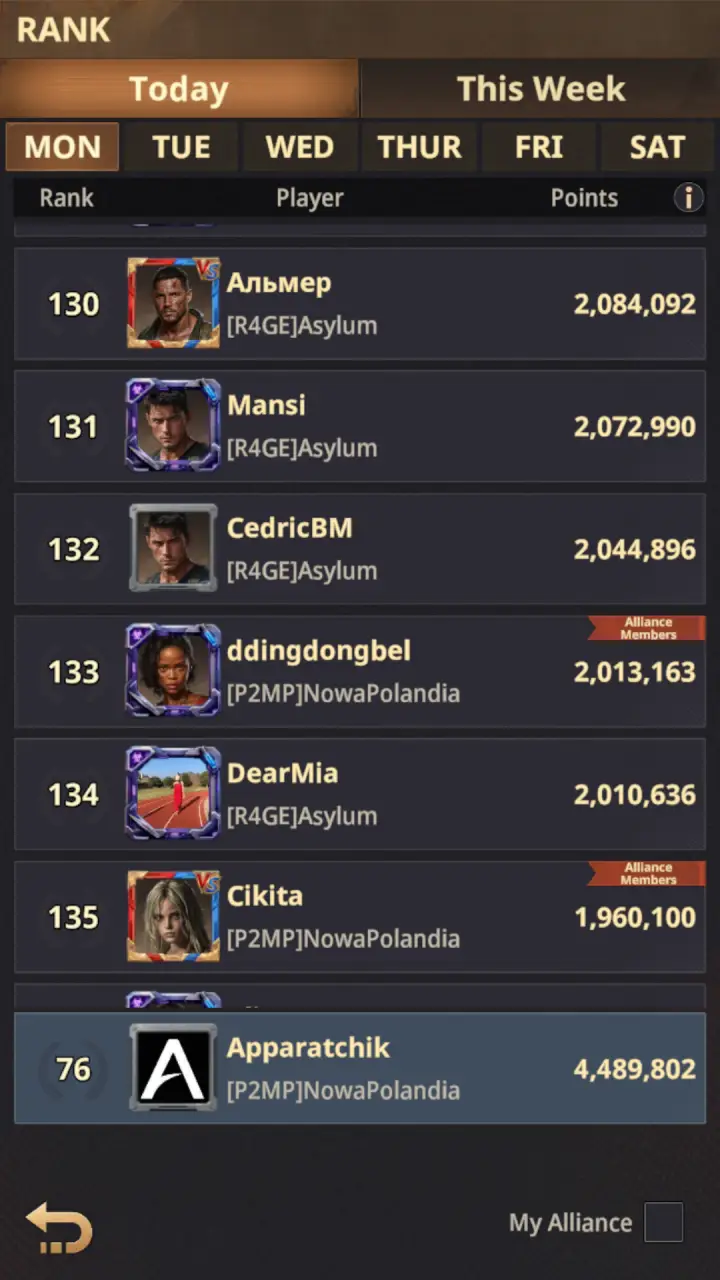 RANK
Today
This Week
MON TUE WED THUR FRI SAT
Rank Player Points i
130 Альмер 2,084,092
[R4GE]Asylum
131 Mansi 2,072,990
[R4GE]Asylum
132 CedricBM 2,044,896
[R4GE]Asylum
Alliance
Members
133 ddingdongbel 2,013,163
[P2MP]NowaPolandia
134 DearMia 2,010,636
[R4GE]Asylum
Alliance
Members
135 Cikita 1,960,100
[P2MP]NowaPolandia
76 Apparatchik 4,489,802
[P2MP]NowaPolandia
My Alliance